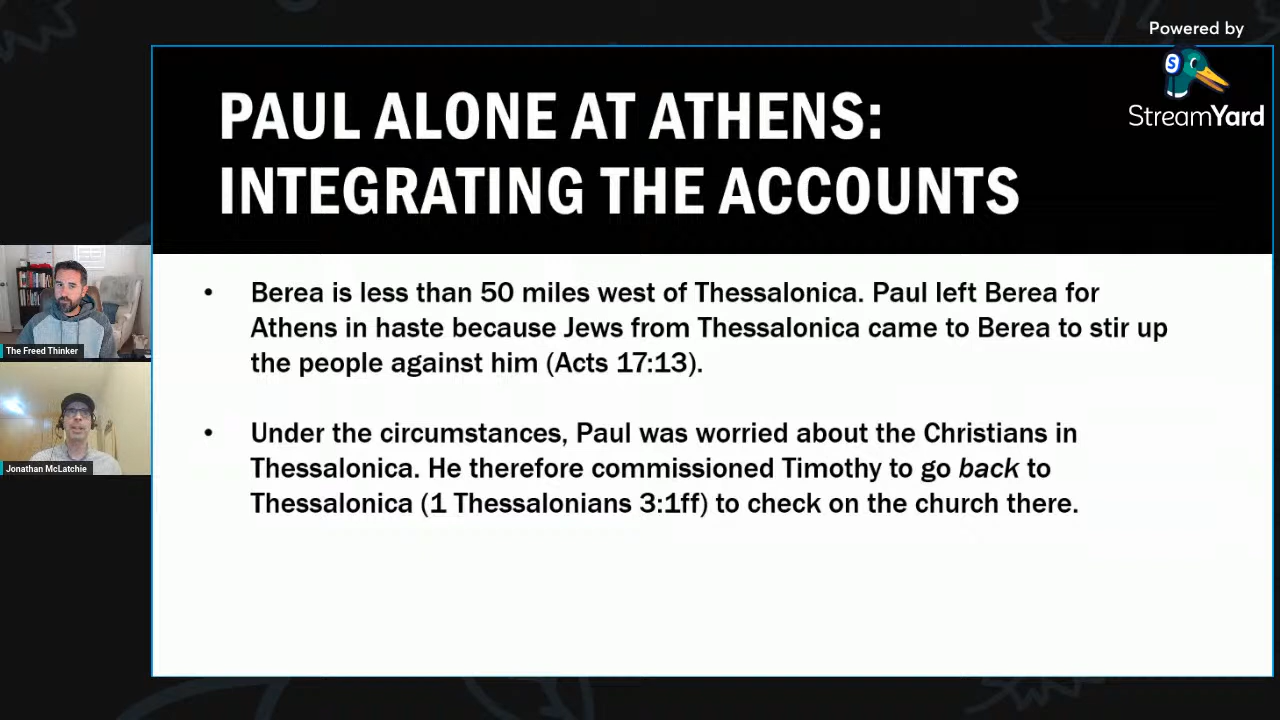 Powered by
S
StreamYard
PAUL ALONE AT ATHENS:
INTEGRATING THE ACCOUNTS
• Berea is less than 50 miles west of Thessalonica. Paul left Berea for
Athens in haste because Jews from Thessalonica came to Berea to stir up
the people against him (Acts 17:13).
• Under the circumstances, Paul was worried about the Christians in
Thessalonica. He therefore commissioned Timothy to go back to
Thessalonica (1 Thessalonians 3:1ff) to check on the church there.
The Freed Thinker
Jonathan McLatchie